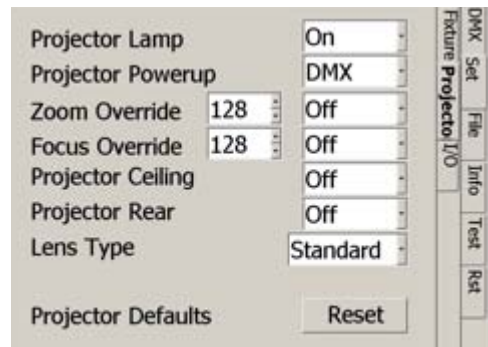 Projector Lamp On
Projector Powerup DMX
Zoom Override 128 Off
Focus Override 128 Off
Projector Ceiling Off
Projector Rear Off
Lens Type Standard
Projector Defaults Reset
Fixture Projecto I/O
DMX Set File Info Test Rst